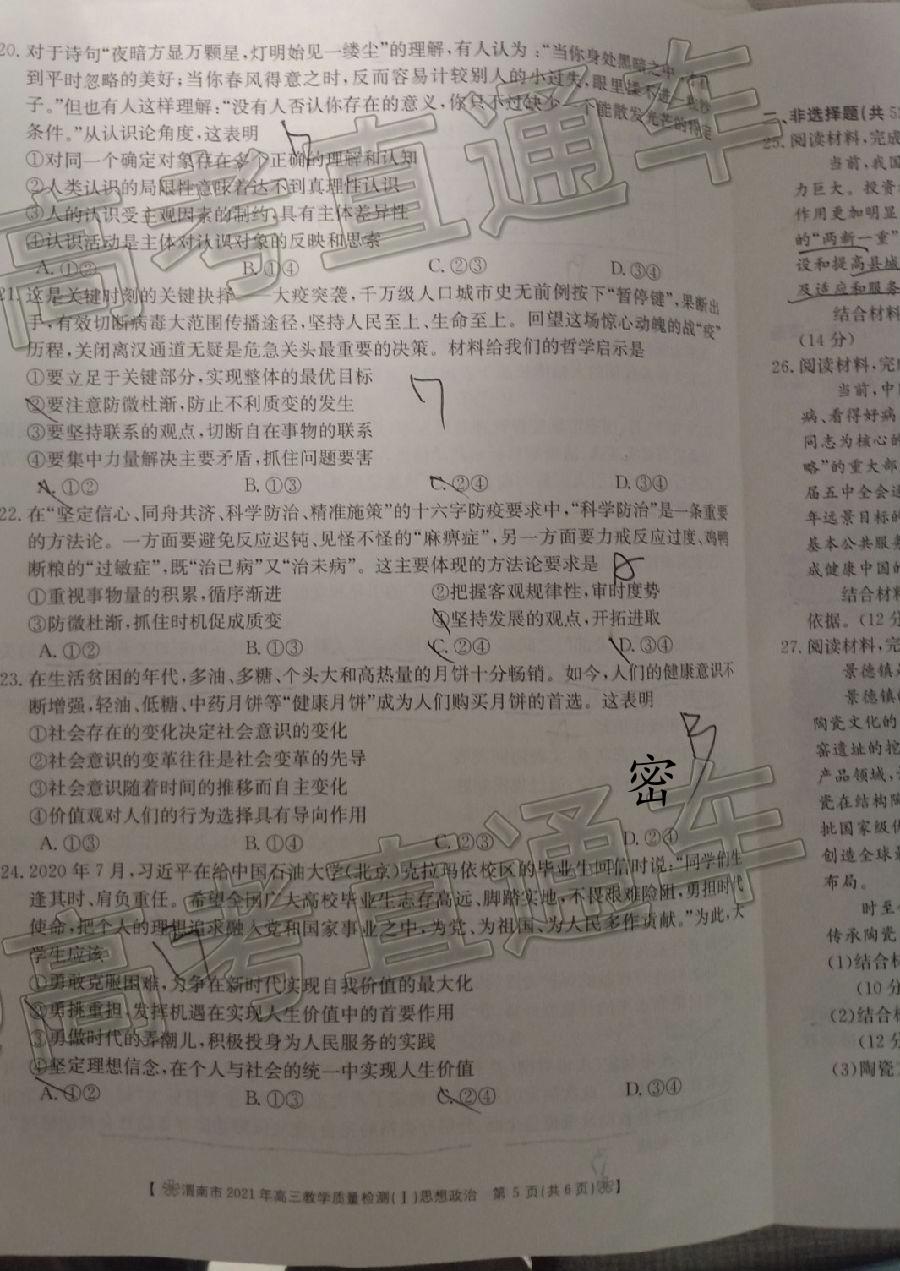 20. 对于诗句“夜暗方显万颗星,灯明始见一缕尘”的理解,有人认为:“当你身处黑暗之中
到平时忽略的美好;当你春风得意之时,反而容易计较别人的小过失,眼里揉不进一
子。”但也有人这样理解:“没有人否认你存在的意义,你只不过缺少一个能散发光芒的特定
条件。”从认识论角度,这表明
①对同一个确定对象存在多个正确的理解和认知
②人类认识的局限性意味着达不到真理性认识
③人的认识受主观因素的制约,具有主体差异性
④认识活动是主体对认识对象的反映和思索
A. ①② B. ①④ C. ②③ D. ③④
21. 这是关键时刻的关键抉择——大疫突袭,千万级人口城市史无前例按下“暂停键”,果断出
手,有效切断病毒大范围传播途径,坚持人民至上、生命至上。回望这场惊心动魄的战“疫”
历程,关闭离汉通道无疑是危急关头最重要的决策。材料给我们的哲学启示是
①要立足于关键部分,实现整体的最优目标
②要注意防微杜渐,防止不利质变的发生
③要坚持联系的观点,切断自在事物的联系
④要集中力量解决主要矛盾,抓住问题要害
A. ①② B. ①③ C. ②④ D. ③④
22. 在“坚定信心、同舟共济、科学防治、精准施策”的十六字防疫要求中,“科学防治”是一条重要
的方法论。一方面要避免反应迟钝、见怪不怪的“麻痹症”,另一方面要力戒反应过度、鸡鸭
断粮的“过敏症”,既“治已病”又“治未病”。这主要体现的方法论要求是
①重视事物量的积累,循序渐进 ②把握客观规律性,审时度势
③防微杜渐,抓住时机促成质变 ④坚持发展的观点,开拓进取
A. ①② B. ①③ C. ②④ D. ③④
23. 在生活贫困的年代,多油、多糖、个头大和高热量的月饼十分畅销。如今,人们的健康意识不
断增强,轻油、低糖、中药月饼等“健康月饼”成为人们购买月饼的首选。这表明
①社会存在的变化决定社会意识的变化
②社会意识的变革往往是社会变革的先导
③社会意识随着时间的推移而自主变化
④价值观对人们的行为选择具有导向作用
A. ①③ B. ①④ C. ②③ D. ②④
B
密
24. 2020年7月,习近平在给中国石油大学(北京)克拉玛依校区的毕业生回信时说:“同学们生
逢其时、肩负重任。希望全国广大高校毕业生志存高远、脚踏实地,不畏艰难险阻,勇担时代
使命,把个人的理想追求融入党和国家事业之中,为党、为祖国、为人民多作贡献。”为此,大
学生应该
①勇敢克服困难,力争在新时代实现自我价值的最大化
②勇挑重担,发挥机遇在实现人生价值中的首要作用
③勇做时代的弄潮儿,积极投身为人民服务的实践
④坚定理想信念,在个人与社会的统一中实现人生价值
A. ①② B. ①③ C. ②④ D. ③④
【渭南市2021年高三教学质量检测(Ⅰ)思想政治 第5页(共6页)】
二、非选择题(共5
25. 阅读材料,完成
当前,我国
力巨大。投资
作用更加明显
的“两新一重”
设和提高县城
及适应和服务
结合材料
(14分)
26. 阅读材料,完
当前,中
病、看得好病
同志为核心的
略”的重大部
届五中全会
年远景目标的
基本公共服务
成健康中国的
结合材料
依据。(12分
27. 阅读材料,完
景德镇
景德镇
陶瓷文化的
窑遗址的挖
产品领域,
瓷在结构陶
批国家级
创造全球
布局。
时至
传承陶瓷
(1)结合
(10分
(2)结合
(12分
(3)陶瓷
高考直通车
高考直通车
高考直通车